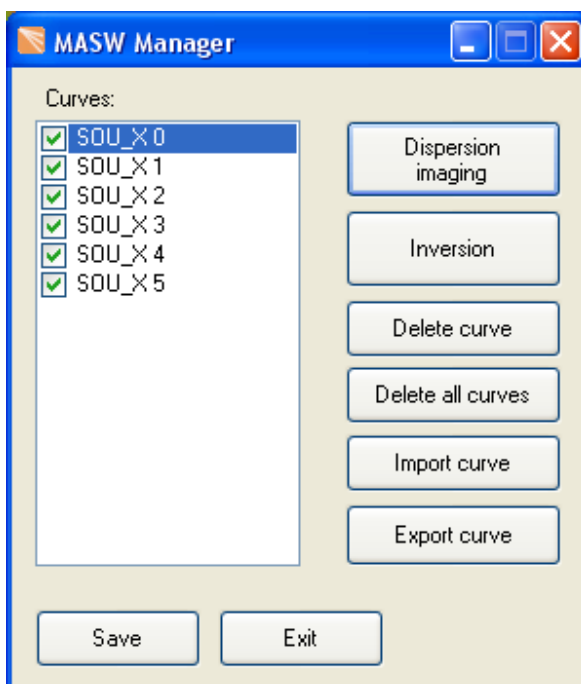 MASW Manager
Curves:
SOU_X 0
SOU_X 1
SOU_X 2
SOU_X 3
SOU_X 4
SOU_X 5
Dispersion
imaging
Inversion
Delete curve
Delete all curves
Import curve
Export curve
Save
Exit